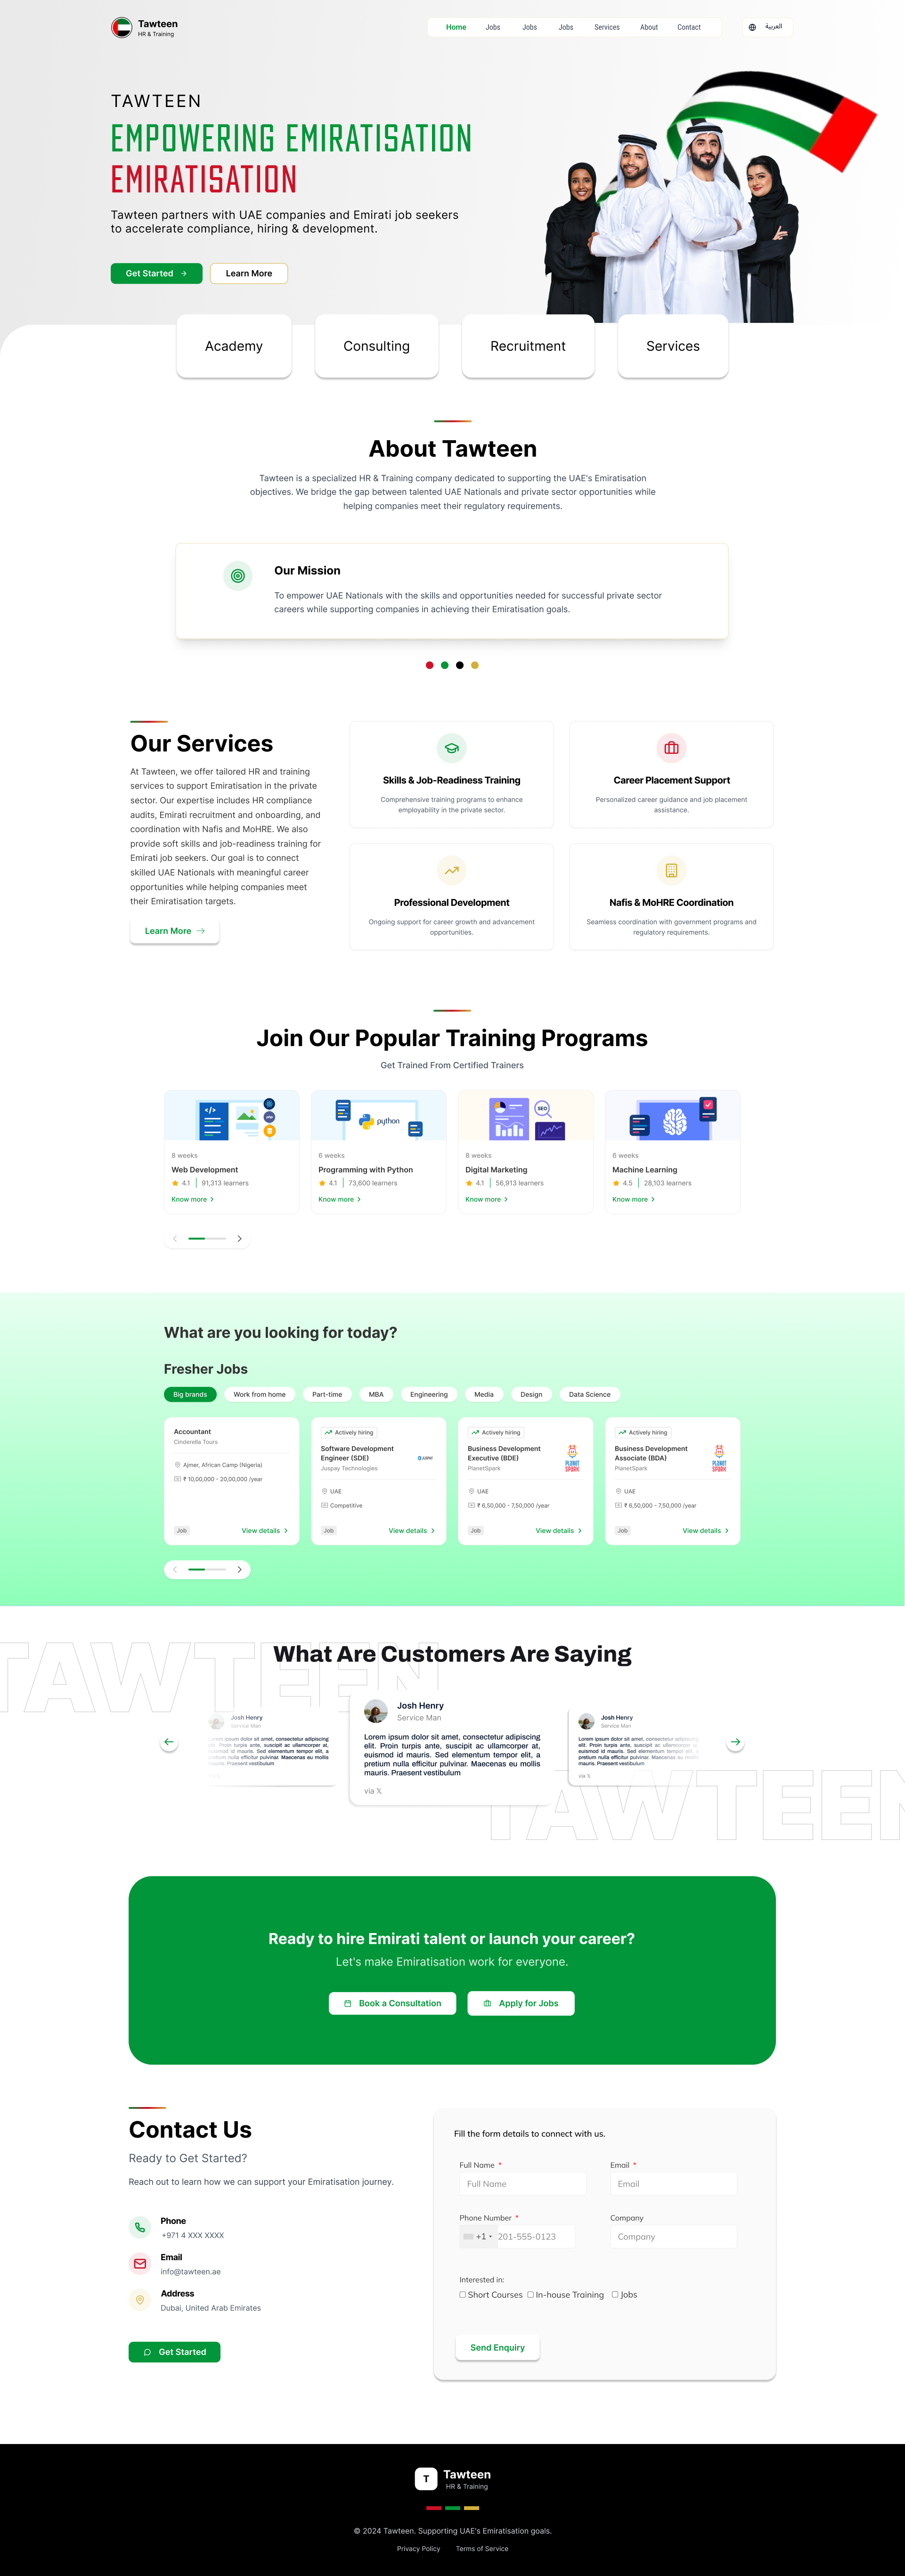 Tawteen
HR & Training
Home Jobs Jobs Jobs Services About Contact
العربية
TAWTEEN
EMPOWERING EMIRATISATION
EMIRATISATION
Tawteen partners with UAE companies and Emirati job seekers
to accelerate compliance, hiring & development.
Get Started
Learn More
Academy
Consulting
Recruitment
Services
About Tawteen
Tawteen is a specialized HR & Training company dedicated to supporting the UAE's Emiratisation
objectives. We bridge the gap between talented UAE Nationals and private sector opportunities while
helping companies meet their regulatory requirements.
Our Mission
To empower UAE Nationals with the skills and opportunities needed for successful private sector
careers while supporting companies in achieving their Emiratisation goals.
Our Services
At Tawteen, we offer tailored HR and training
services to support Emiratisation in the private
sector. Our expertise includes HR compliance
audits, Emirati recruitment and onboarding, and
coordination with Nafis and MoHRE. We also
provide soft skills and job-readiness training for
Emirati job seekers. Our goal is to connect
skilled UAE Nationals with meaningful career
opportunities while helping companies meet
their Emiratisation targets.
Learn More
Skills & Job-Readiness Training
Comprehensive training programs to enhance
employability in the private sector.
Career Placement Support
Personalized career guidance and job placement
assistance.
Professional Development
Ongoing support for career growth and advancement
opportunities.
Nafis & MoHRE Coordination
Seamless coordination with government programs and
regulatory requirements.
Join Our Popular Training Programs
Get Trained From Certified Trainers
8 weeks
Web Development
4.1 91,313 learners
Know more
python
6 weeks
Programming with Python
4.1 73,600 learners
Know more
SEO
8 weeks
Digital Marketing
4.1 56,913 learners
Know more
6 weeks
Machine Learning
4.5 28,103 learners
Know more
What are you looking for today?
Fresher Jobs
Big brands
Work from home
Part-time
MBA
Engineering
Media
Design
Data Science
Accountant
Cinderella Tours
Ajmer, African Camp (Nigeria)
₹ 10,00,000 - 20,00,000 /year
Job
View details
Actively hiring
Software Development
Engineer (SDE)
Juspay Technologies
JUSPAY
UAE
Competitive
Job
View details
Actively hiring
Business Development
Executive (BDE)
PlanetSpark
PLANET
SPARK
UAE
₹ 6,50,000 - 7,50,000 /year
Job
View details
Actively hiring
Business Development
Associate (BDA)
PlanetSpark
PLANET
SPARK
UAE
₹ 6,50,000 - 7,50,000 /year
Job
View details
TAWTEEN
What Are Customers Are Saying
Josh Henry
Service Man
Lorem ipsum dolor sit amet, consectetur adipiscing
elit. Proin turpis ante, suscipit ac ullamcorper at,
euismod id mauris. Sed elementum tempor elit, a
pretium nulla efficitur pulvinar. Maecenas eu mollis
mauris. Praesent vestibulum
Josh Henry
Service Man
Lorem ipsum dolor sit amet, consectetur adipiscing
elit. Proin turpis ante, suscipit ac ullamcorper at,
euismod id mauris. Sed elementum tempor elit, a
pretium nulla efficitur pulvinar. Maecenas eu mollis
mauris. Praesent vestibulum
via 𝕏
Josh Henry
Service Man
Lorem ipsum dolor sit amet, consectetur adipiscing
elit. Proin turpis ante, suscipit ac ullamcorper at,
euismod id mauris. Sed elementum tempor elit, a
pretium nulla efficitur pulvinar. Maecenas eu mollis
mauris. Praesent vestibulum
via 𝕏
TAWTEEN
Ready to hire Emirati talent or launch your career?
Let's make Emiratisation work for everyone.
Book a Consultation
Apply for Jobs
Contact Us
Ready to Get Started?
Reach out to learn how we can support your Emiratisation journey.
Phone
+971 4 XXX XXXX
Email
info@tawteen.ae
Address
Dubai, United Arab Emirates
Get Started
Fill the form details to connect with us.
Full Name *
Full Name
Email *
Email
Phone Number *
+1 201-555-0123
Company
Company
Interested in:
Short Courses In-house Training Jobs
Send Enquiry
T
Tawteen
HR & Training
© 2024 Tawteen. Supporting UAE's Emiratisation goals.
Privacy Policy Terms of Service